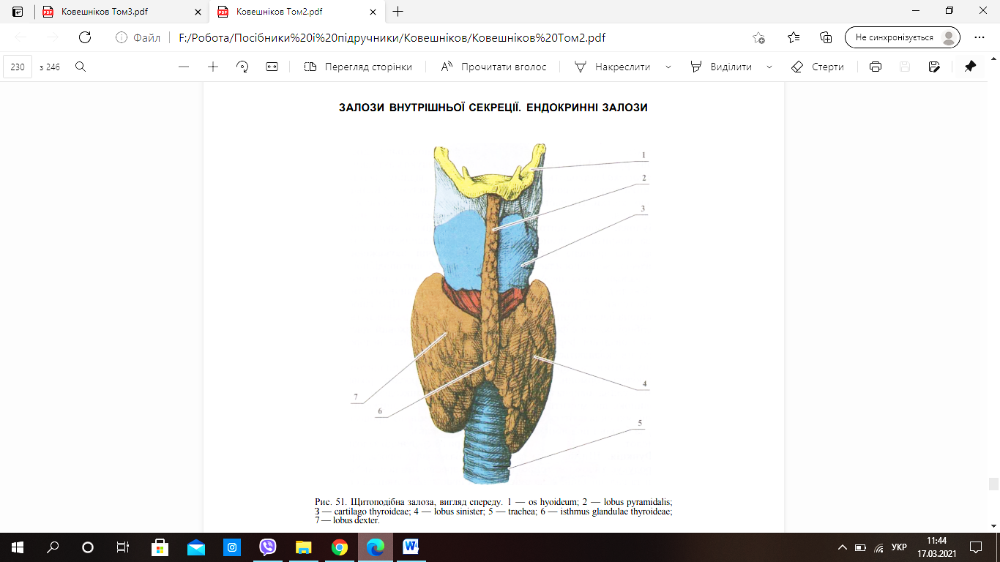 Ковешніков Том3.pdf
Ковешніков Том2.pdf
Файл
F:/Робота/Посібники%20і%20підручники/Ковешніков/Ковешніков%20Том2.pdf
Не синхронізується
230 з 246
Перегляд сторінки
Прочитати вголос
Накреслити
Виділити
Стерти
ЗАЛОЗИ ВНУТРІШНЬОЇ СЕКРЕЦІЇ. ЕНДОКРИННІ ЗАЛОЗИ
1
2
3
4
7
6
5
Рис. 51. Щитоподібна залоза, вигляд спереду. 1 — os hyoideum; 2 — lobus pyramidalis;
3 — cartilago thyroideae; 4 — lobus sinister; 5 — trachea; 6 — isthmus glandulae thyroideae;
7 — lobus dexter.
УКР
11:44
17.03.2021